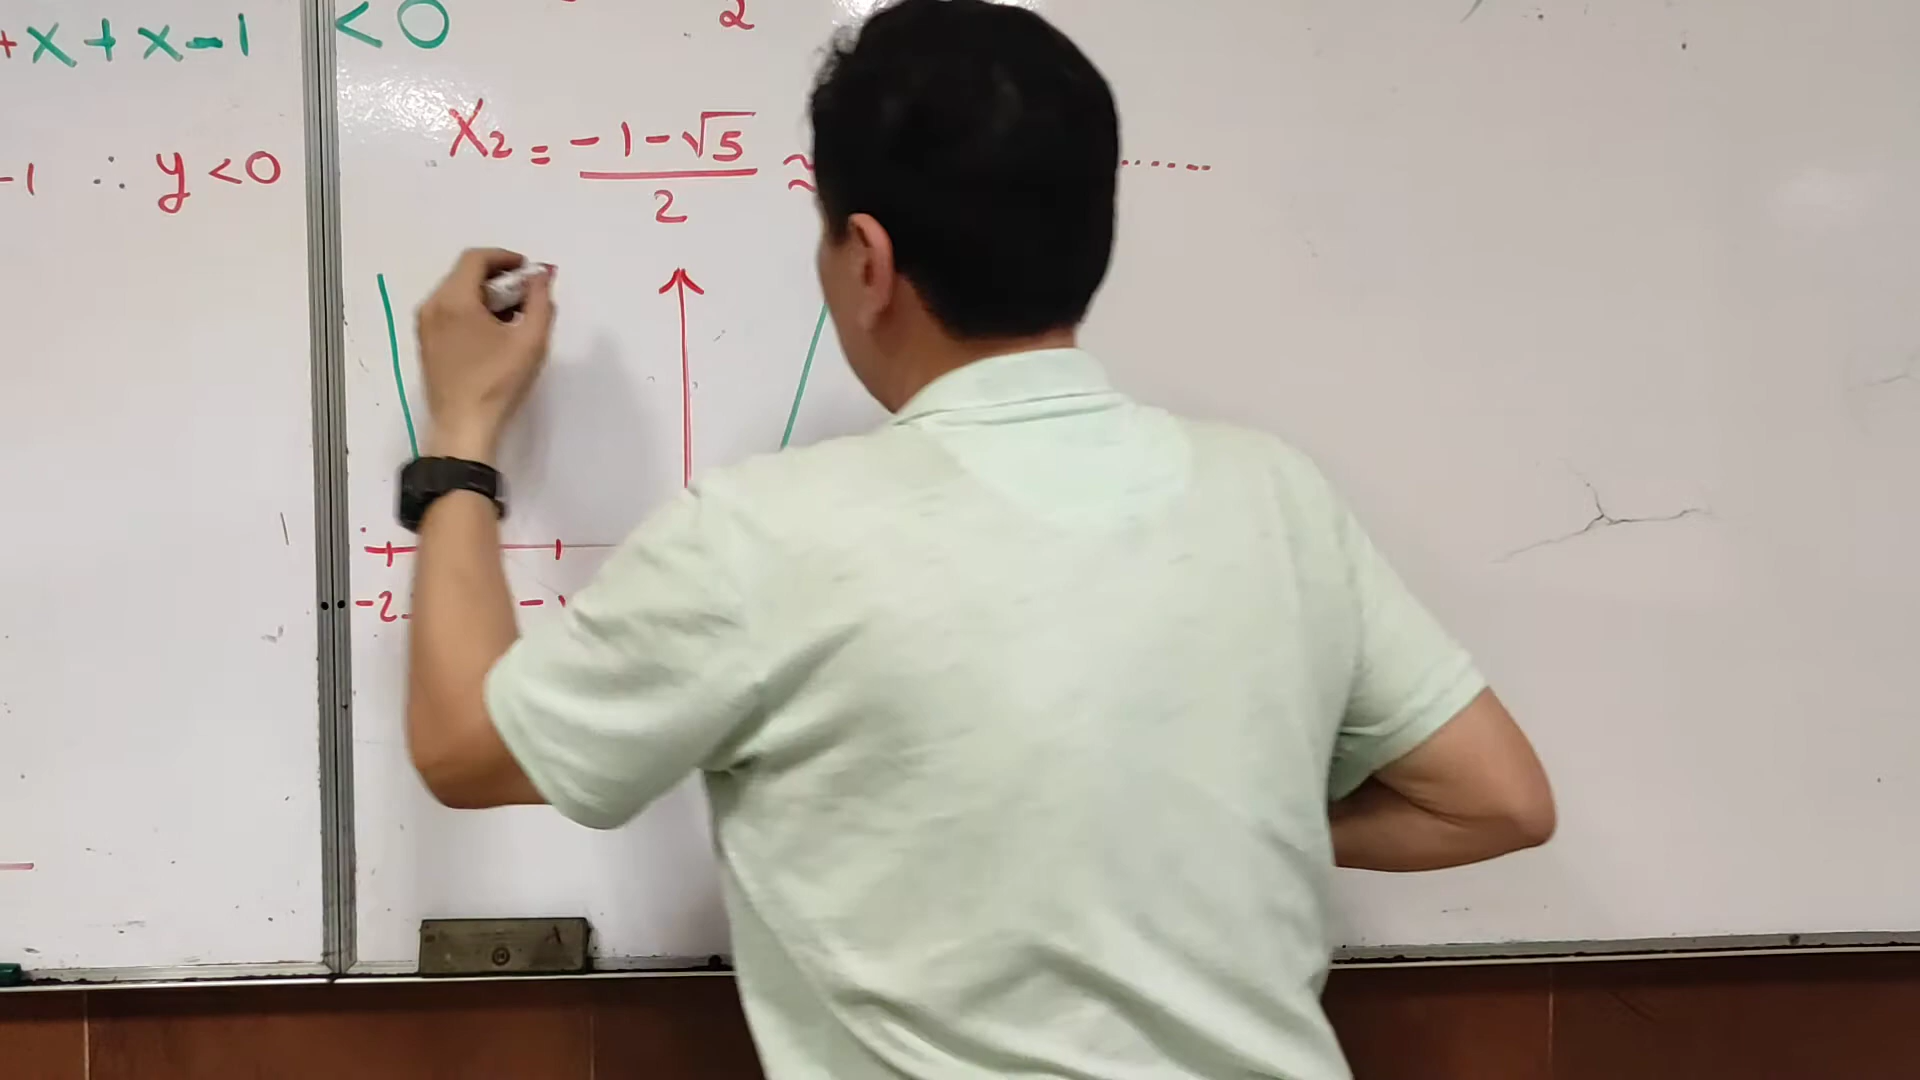 +x+x-1 <0
2
-1 ∴ y<0
X₂ = (-1-√5)/2 ≈ ......
-2 -1